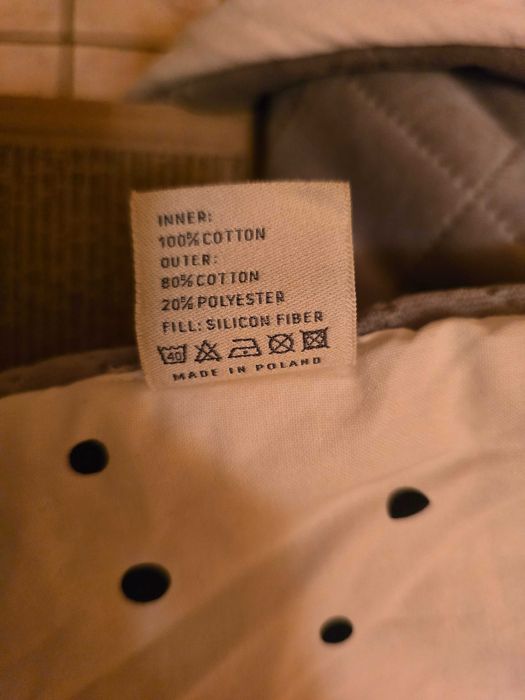 INNER:
100% COTTON
OUTER:
80% COTTON
20% POLYESTER
FILL: SILICON FIBER
40
MADE IN POLAND